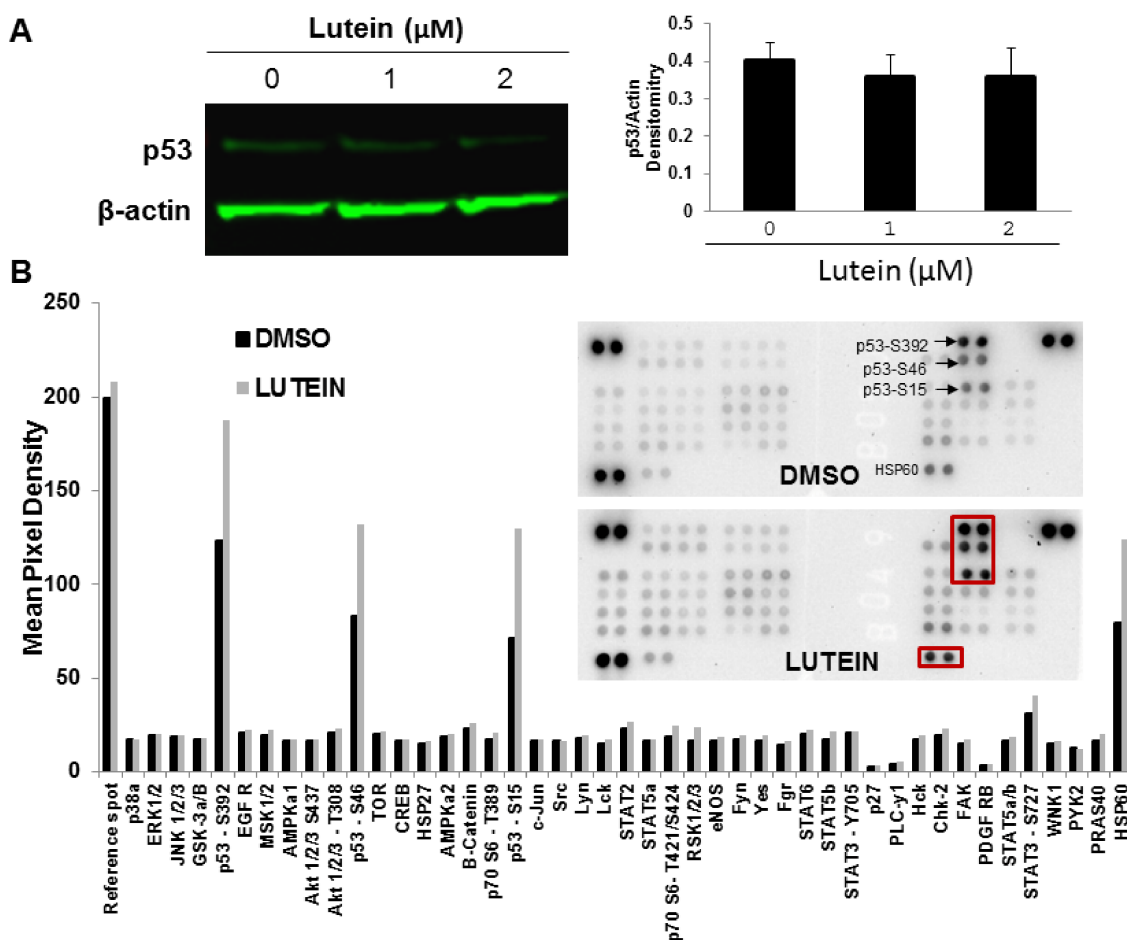 A
Lutein (µM)
0 1 2
p53
β-actin
p53/Actin
Densitomitry
0.5
0.4
0.3
0.2
0.1
0
0 1 2
Lutein (µM)
B
Mean Pixel Density
250
200
150
100
50
0
DMSO
LUTEIN
p53-S392
p53-S46
p53-S15
HSP60
DMSO
LUTEIN
Reference spot
p38a
ERK1/2
JNK 1/2/3
GSK-3a/B
p53 - S392
EGF R
MSK1/2
AMPKa1
Akt 1/2/3 S437
Akt 1/2/3 - T308
p53 - S46
TOR
CREB
HSP27
AMPKa2
B-Catenin
p70 S6 - T389
p53 - S15
c-Jun
Src
Lyn
Lck
STAT2
STAT5a
p70 S6- T421/S424
RSK1/2/3
eNOS
Fyn
Yes
Fgr
STAT6
STAT5b
STAT3 - Y705
p27
PLC-y1
Hck
Chk-2
FAK
PDGF RB
STAT5a/b
STAT3 - S727
WNK1
PYK2
PRAS40
HSP60